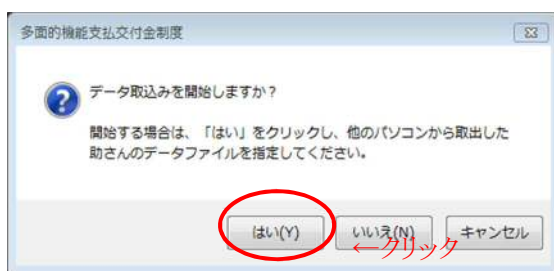 多面的機能支払交付金制度
データ取込みを開始しますか?
開始する場合は、「はい」をクリックし、他のパソコンから取出した
助さんのデータファイルを指定してください。
はい(Y)
いいえ(N)
キャンセル
←クリック